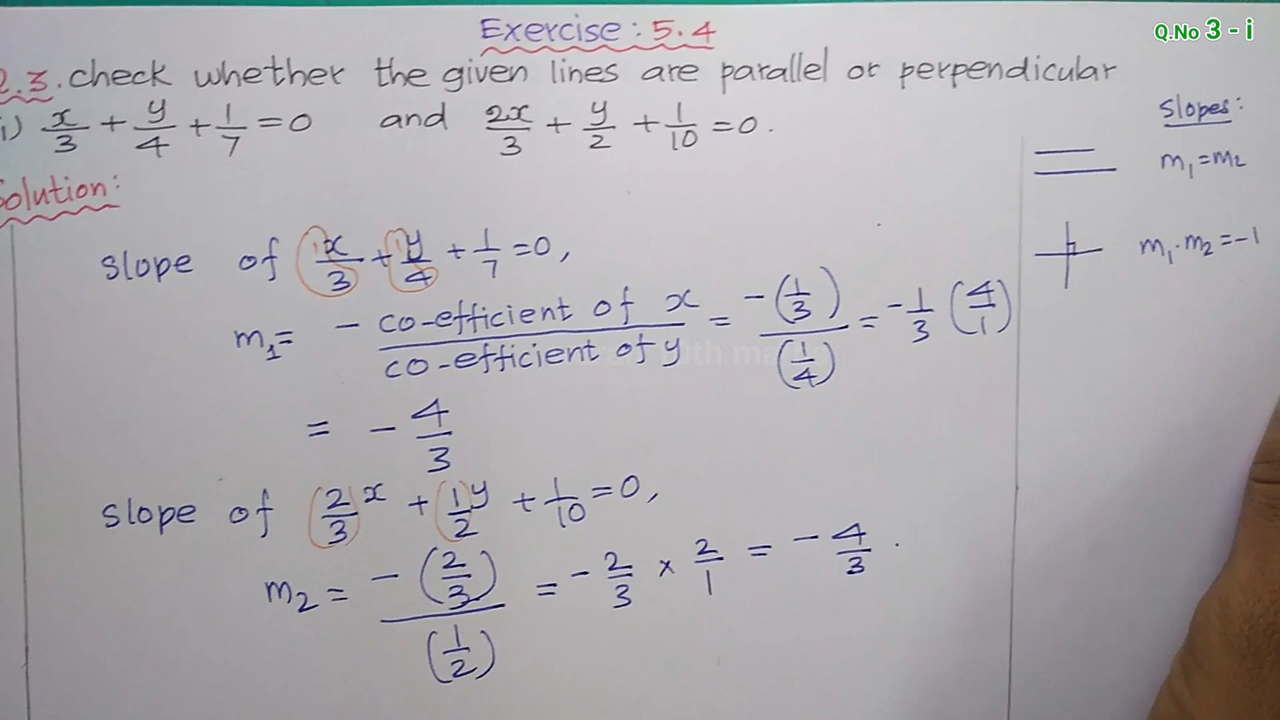 Exercise: 5.4
Q.No 3 - i
2.3. check whether the given lines are parallel or perpendicular
i) x/3 + y/4 + 1/7 = 0 and 2x/3 + y/2 + 1/10 = 0.
Slopes:
m₁=m₂
m₁.m₂=-1
Solution:
slope of x/3 + y/4 + 1/7 = 0,
m₁ = - co-efficient of x / co-efficient of y = -(1/3) / (1/4) = -1/3 (4/1)
= -4/3
slope of (2/3)x + (1/2)y + 1/10 = 0,
m₂ = -(2/3) / (1/2) = -2/3 × 2/1 = -4/3.